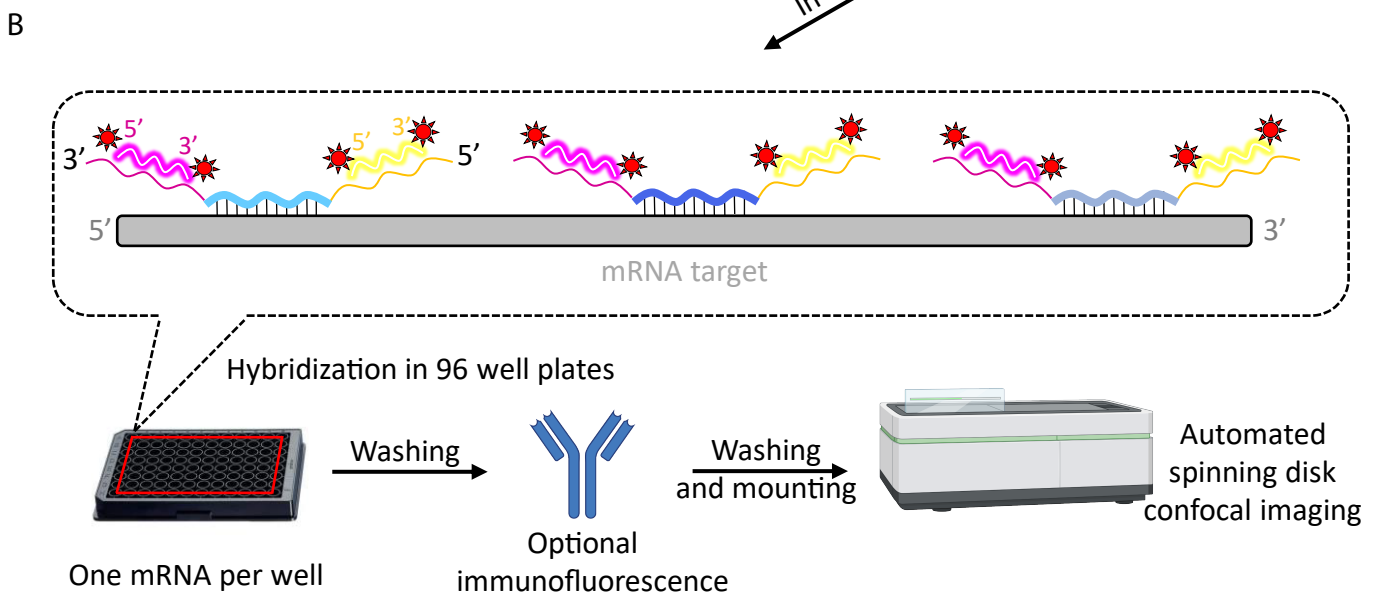 B
In
5’ 3’ 5’ 3’
3’ 5’
5’ 3’
mRNA target
Hybridization in 96 well plates
Washing
Washing
and mounting
Automated
spinning disk
confocal imaging
Optional
immunofluorescence
One mRNA per well